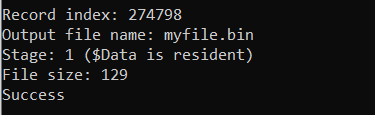 Record index: 274798
Output file name: myfile.bin
Stage: 1 ($Data is resident)
File size: 129
Success